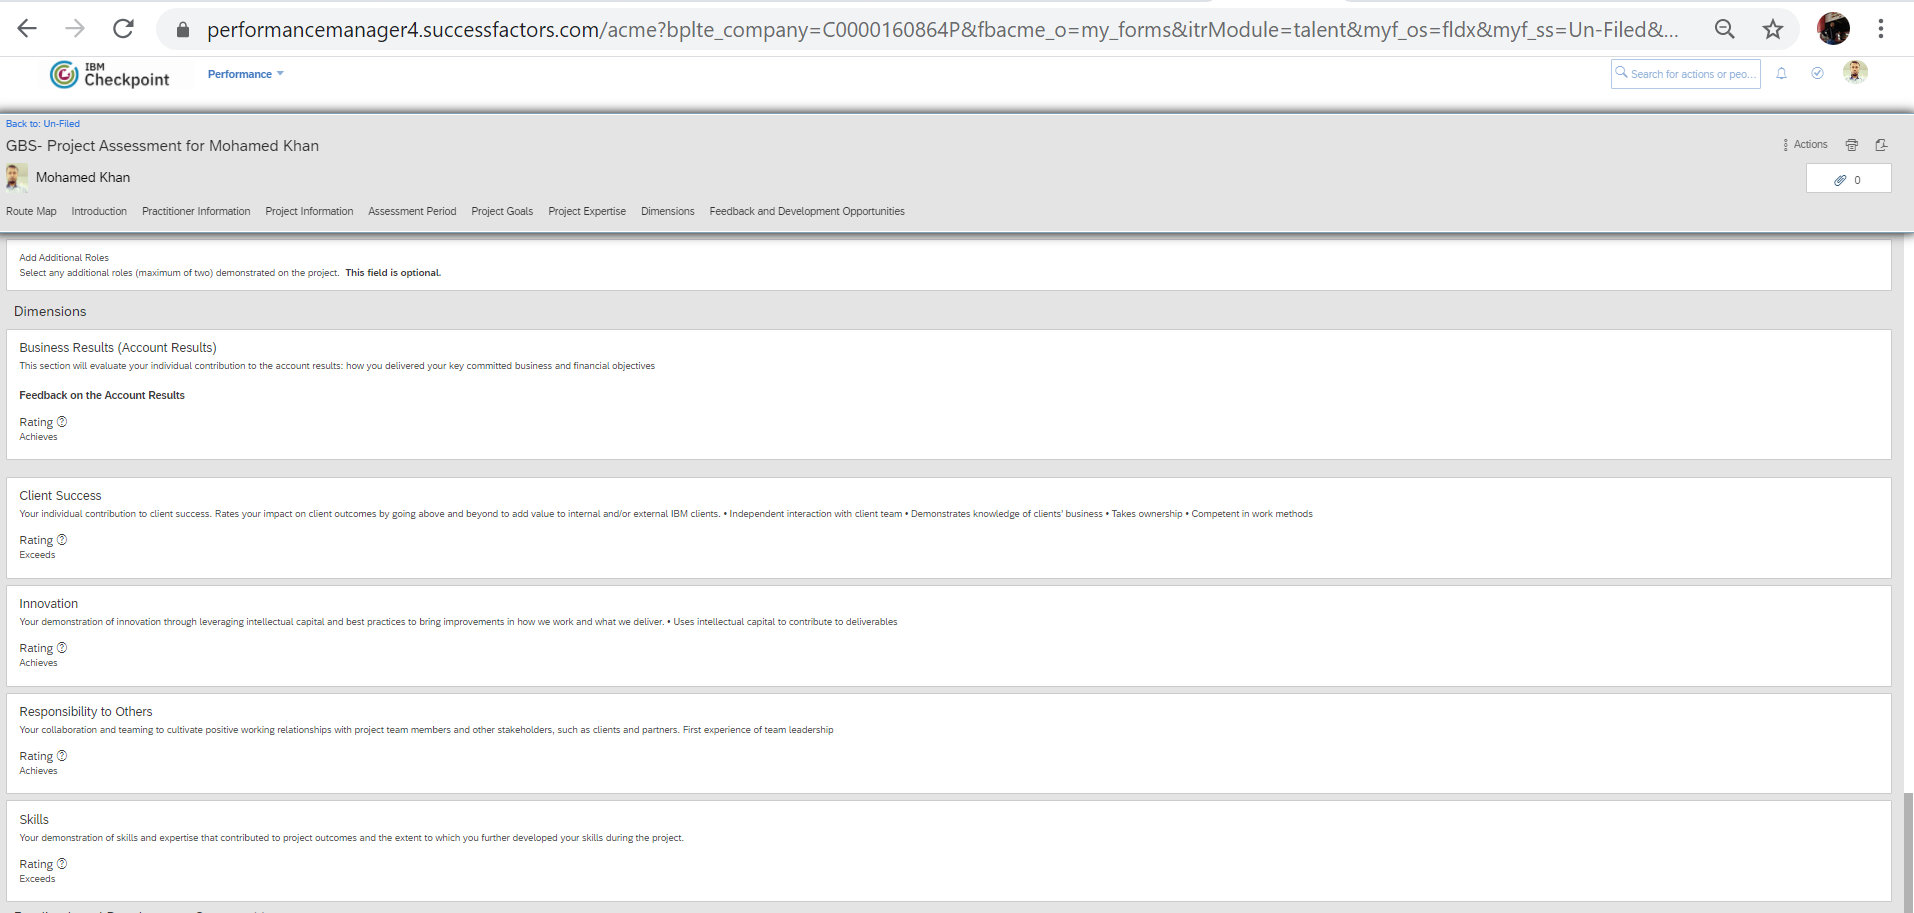 performancemanager4.successfactors.com/acme?bplte_company=C0000160864P&fbacme_o=my_forms&itrModule=talent&myf_os=fldx&myf_ss=Un-Filed&...
IBM
Checkpoint
Performance
Search for actions or peo...
Back to: Un-Filed
GBS- Project Assessment for Mohamed Khan
Actions
Mohamed Khan
0
Route Map Introduction Practitioner Information Project Information Assessment Period Project Goals Project Expertise Dimensions Feedback and Development Opportunities
Add Additional Roles
Select any additional roles (maximum of two) demonstrated on the project. This field is optional.
Dimensions
Business Results (Account Results)
This section will evaluate your individual contribution to the account results: how you delivered your key committed business and financial objectives
Feedback on the Account Results
Rating ?
Achieves
Client Success
Your individual contribution to client success. Rates your impact on client outcomes by going above and beyond to add value to internal and/or external IBM clients. • Independent interaction with client team • Demonstrates knowledge of clients' business • Takes ownership • Competent in work methods
Rating ?
Exceeds
Innovation
Your demonstration of innovation through leveraging intellectual capital and best practices to bring improvements in how we work and what we deliver. • Uses intellectual capital to contribute to deliverables
Rating ?
Achieves
Responsibility to Others
Your collaboration and teaming to cultivate positive working relationships with project team members and other stakeholders, such as clients and partners. First experience of team leadership
Rating ?
Achieves
Skills
Your demonstration of skills and expertise that contributed to project outcomes and the extent to which you further developed your skills during the project.
Rating ?
Exceeds